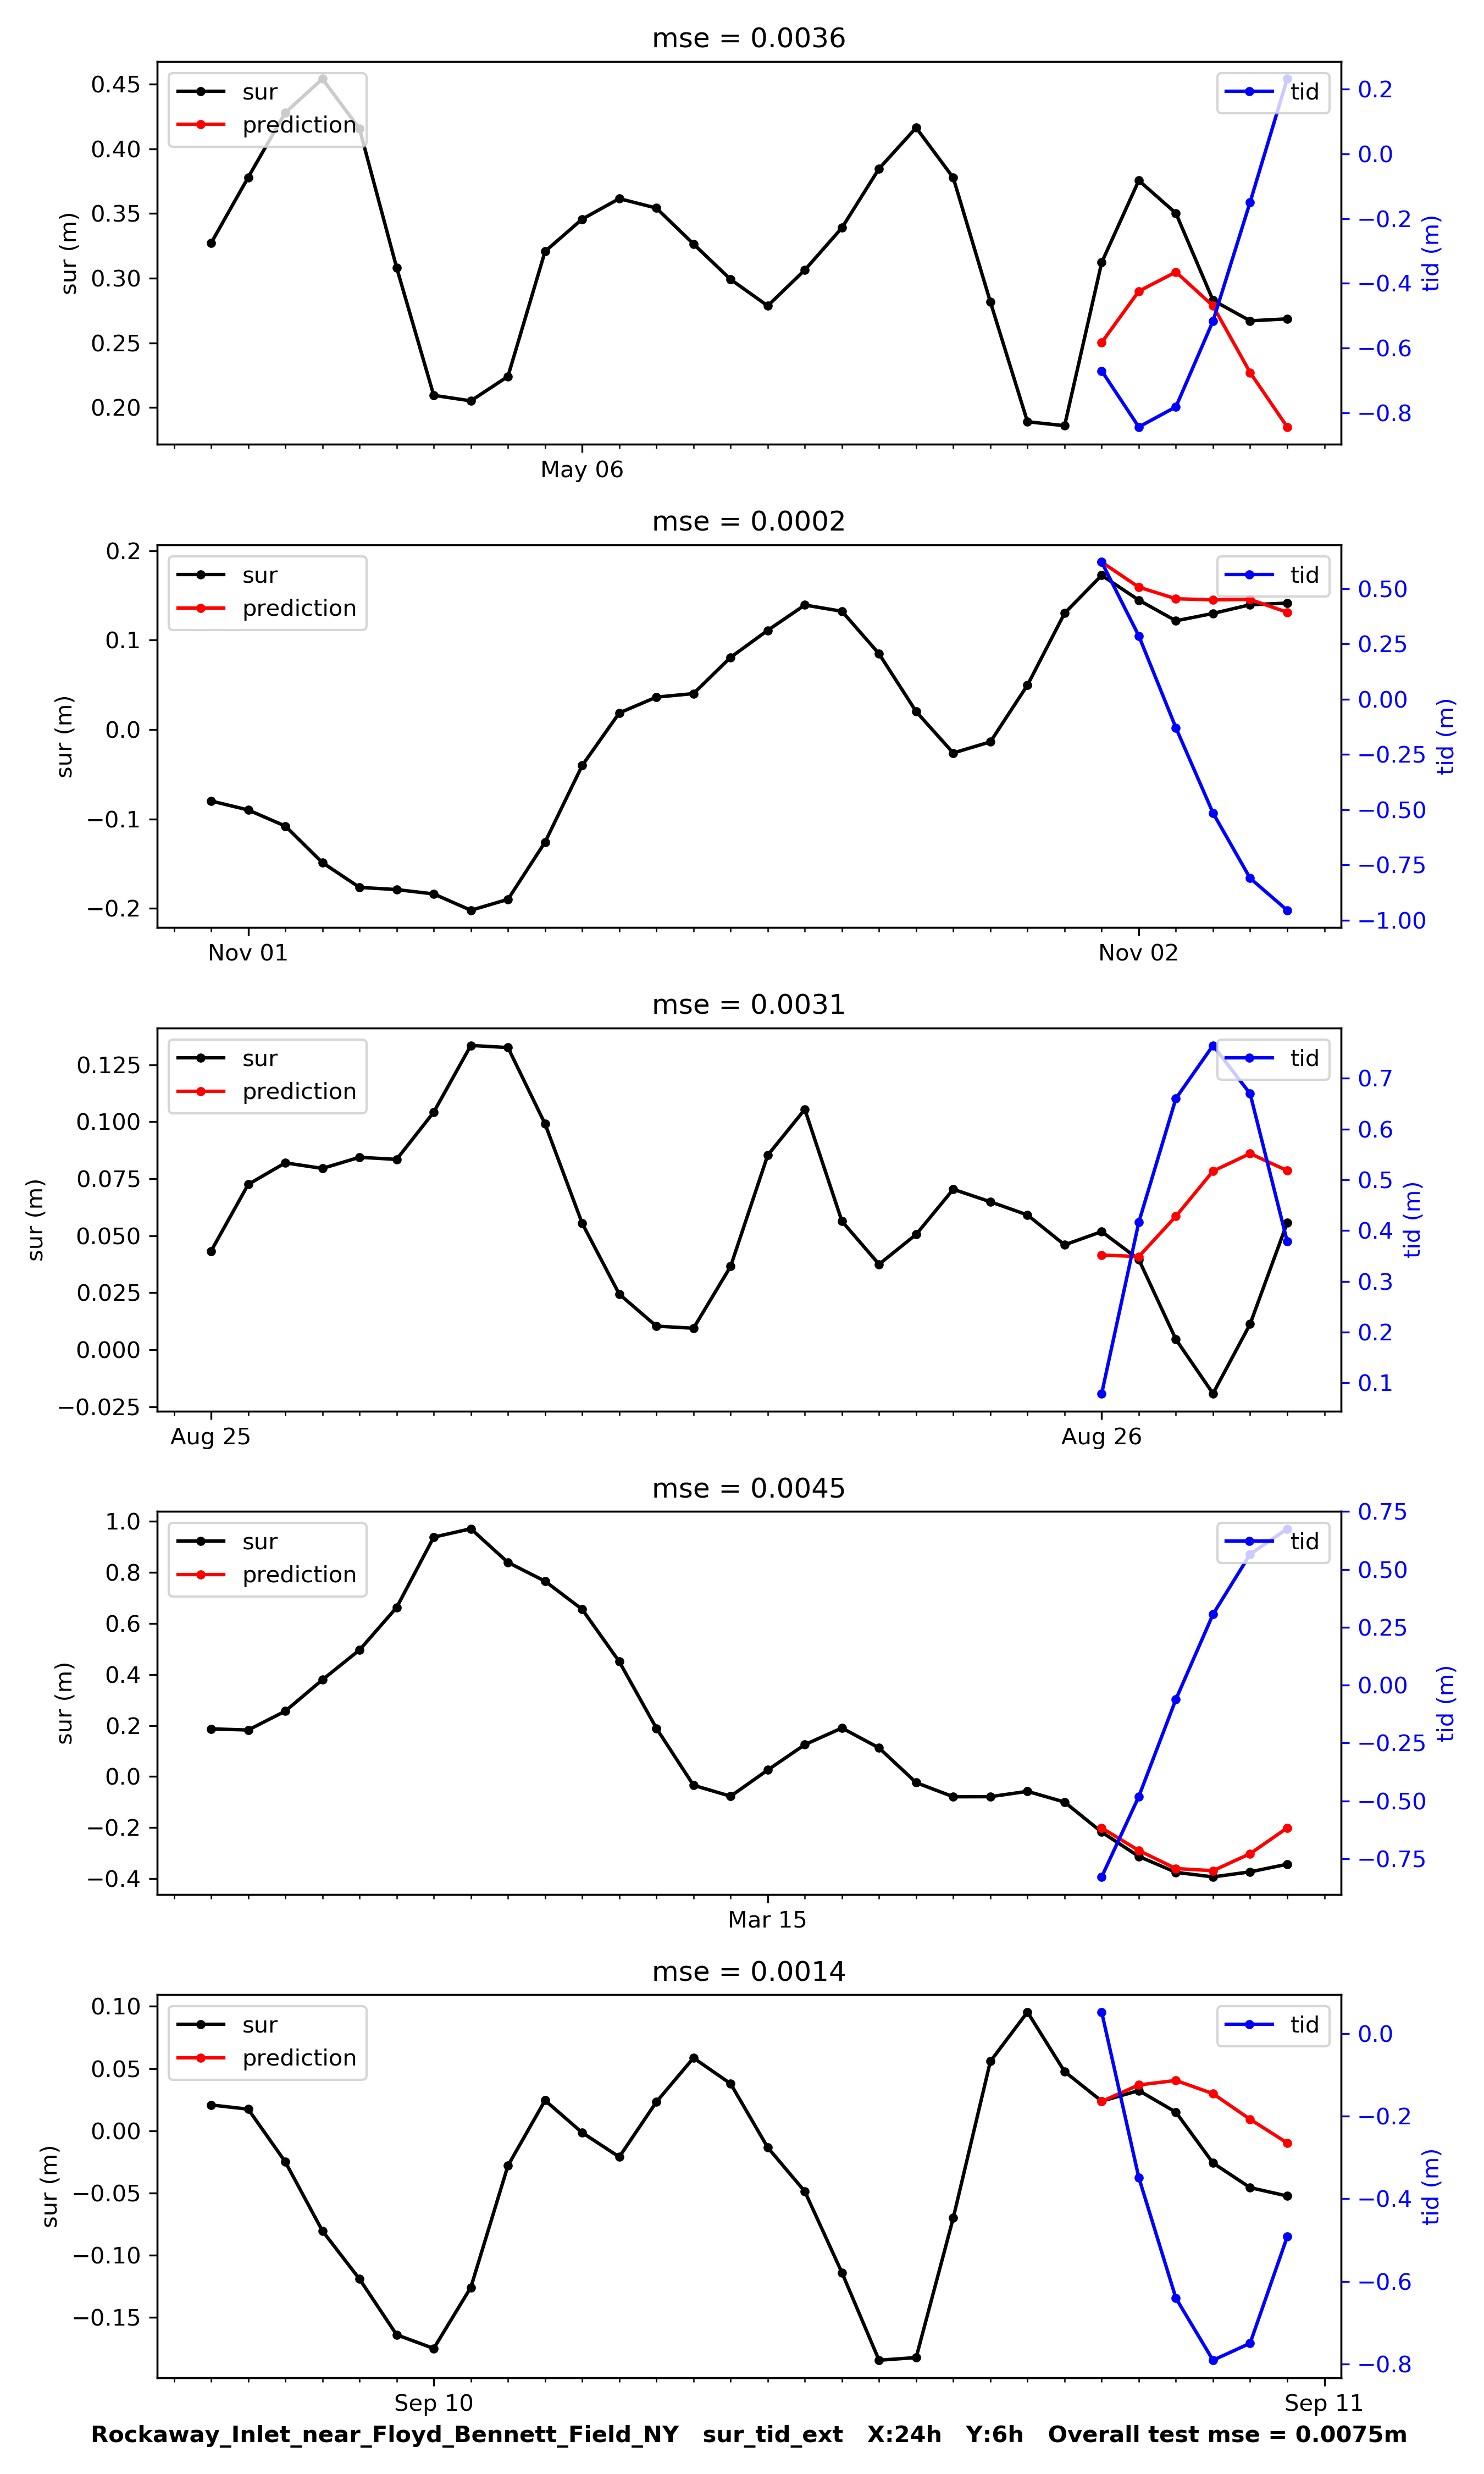 mse = 0.0036
sur
prediction
tid
0.45
0.40
0.35
0.30
0.25
0.20
sur (m)
0.2
0.0
−0.2
−0.4
−0.6
−0.8
tid (m)
May 06
mse = 0.0002
sur
prediction
tid
0.2
0.1
0.0
−0.1
−0.2
sur (m)
0.50
0.25
0.00
−0.25
−0.50
−0.75
−1.00
tid (m)
Nov 01
Nov 02
mse = 0.0031
sur
prediction
tid
0.125
0.100
0.075
0.050
0.025
0.000
−0.025
sur (m)
0.7
0.6
0.5
0.4
0.3
0.2
0.1
tid (m)
Aug 25
Aug 26
mse = 0.0045
sur
prediction
tid
1.0
0.8
0.6
0.4
0.2
0.0
−0.2
−0.4
sur (m)
0.75
0.50
0.25
0.00
−0.25
−0.50
−0.75
tid (m)
Mar 15
mse = 0.0014
sur
prediction
tid
0.10
0.05
0.00
−0.05
−0.10
−0.15
sur (m)
0.0
−0.2
−0.4
−0.6
−0.8
tid (m)
Sep 10
Sep 11
Rockaway_Inlet_near_Floyd_Bennett_Field_NY   sur_tid_ext   X:24h   Y:6h   Overall test mse = 0.0075m